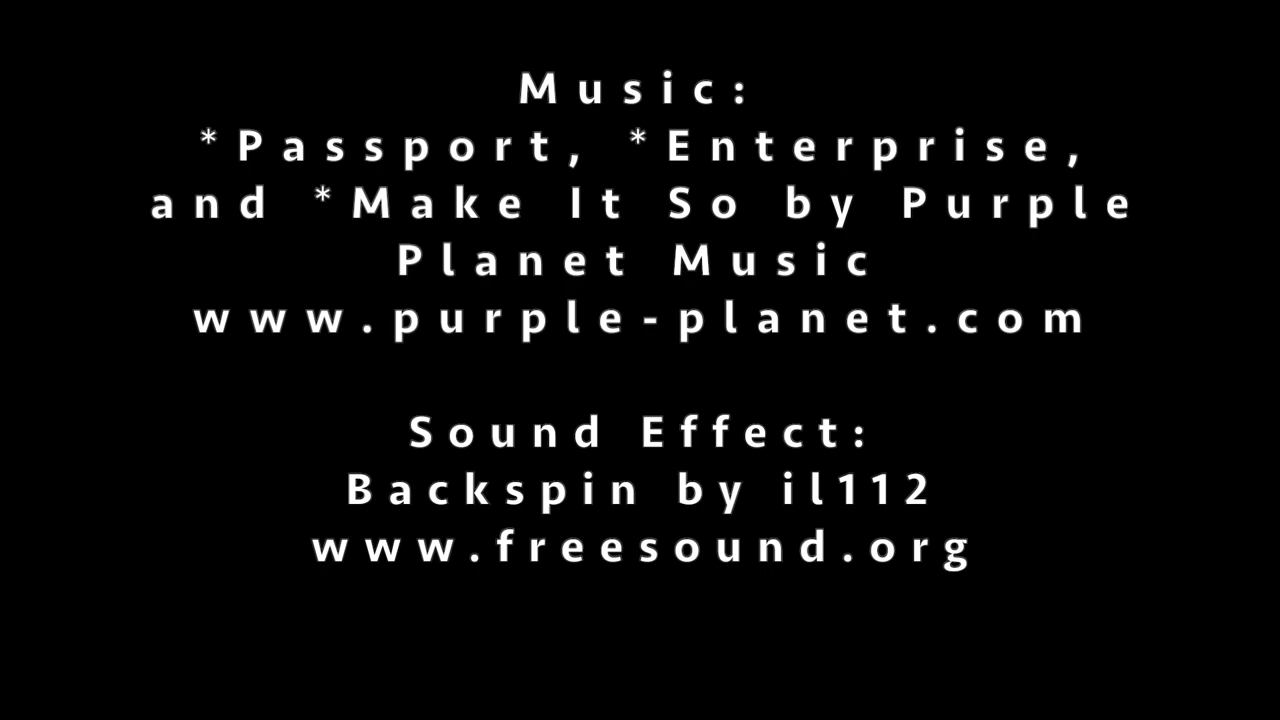 Music:
*Passport, *Enterprise,
and *Make It So by Purple
Planet Music
www.purple-planet.com
Sound Effect:
Backspin by il112
www.freesound.org